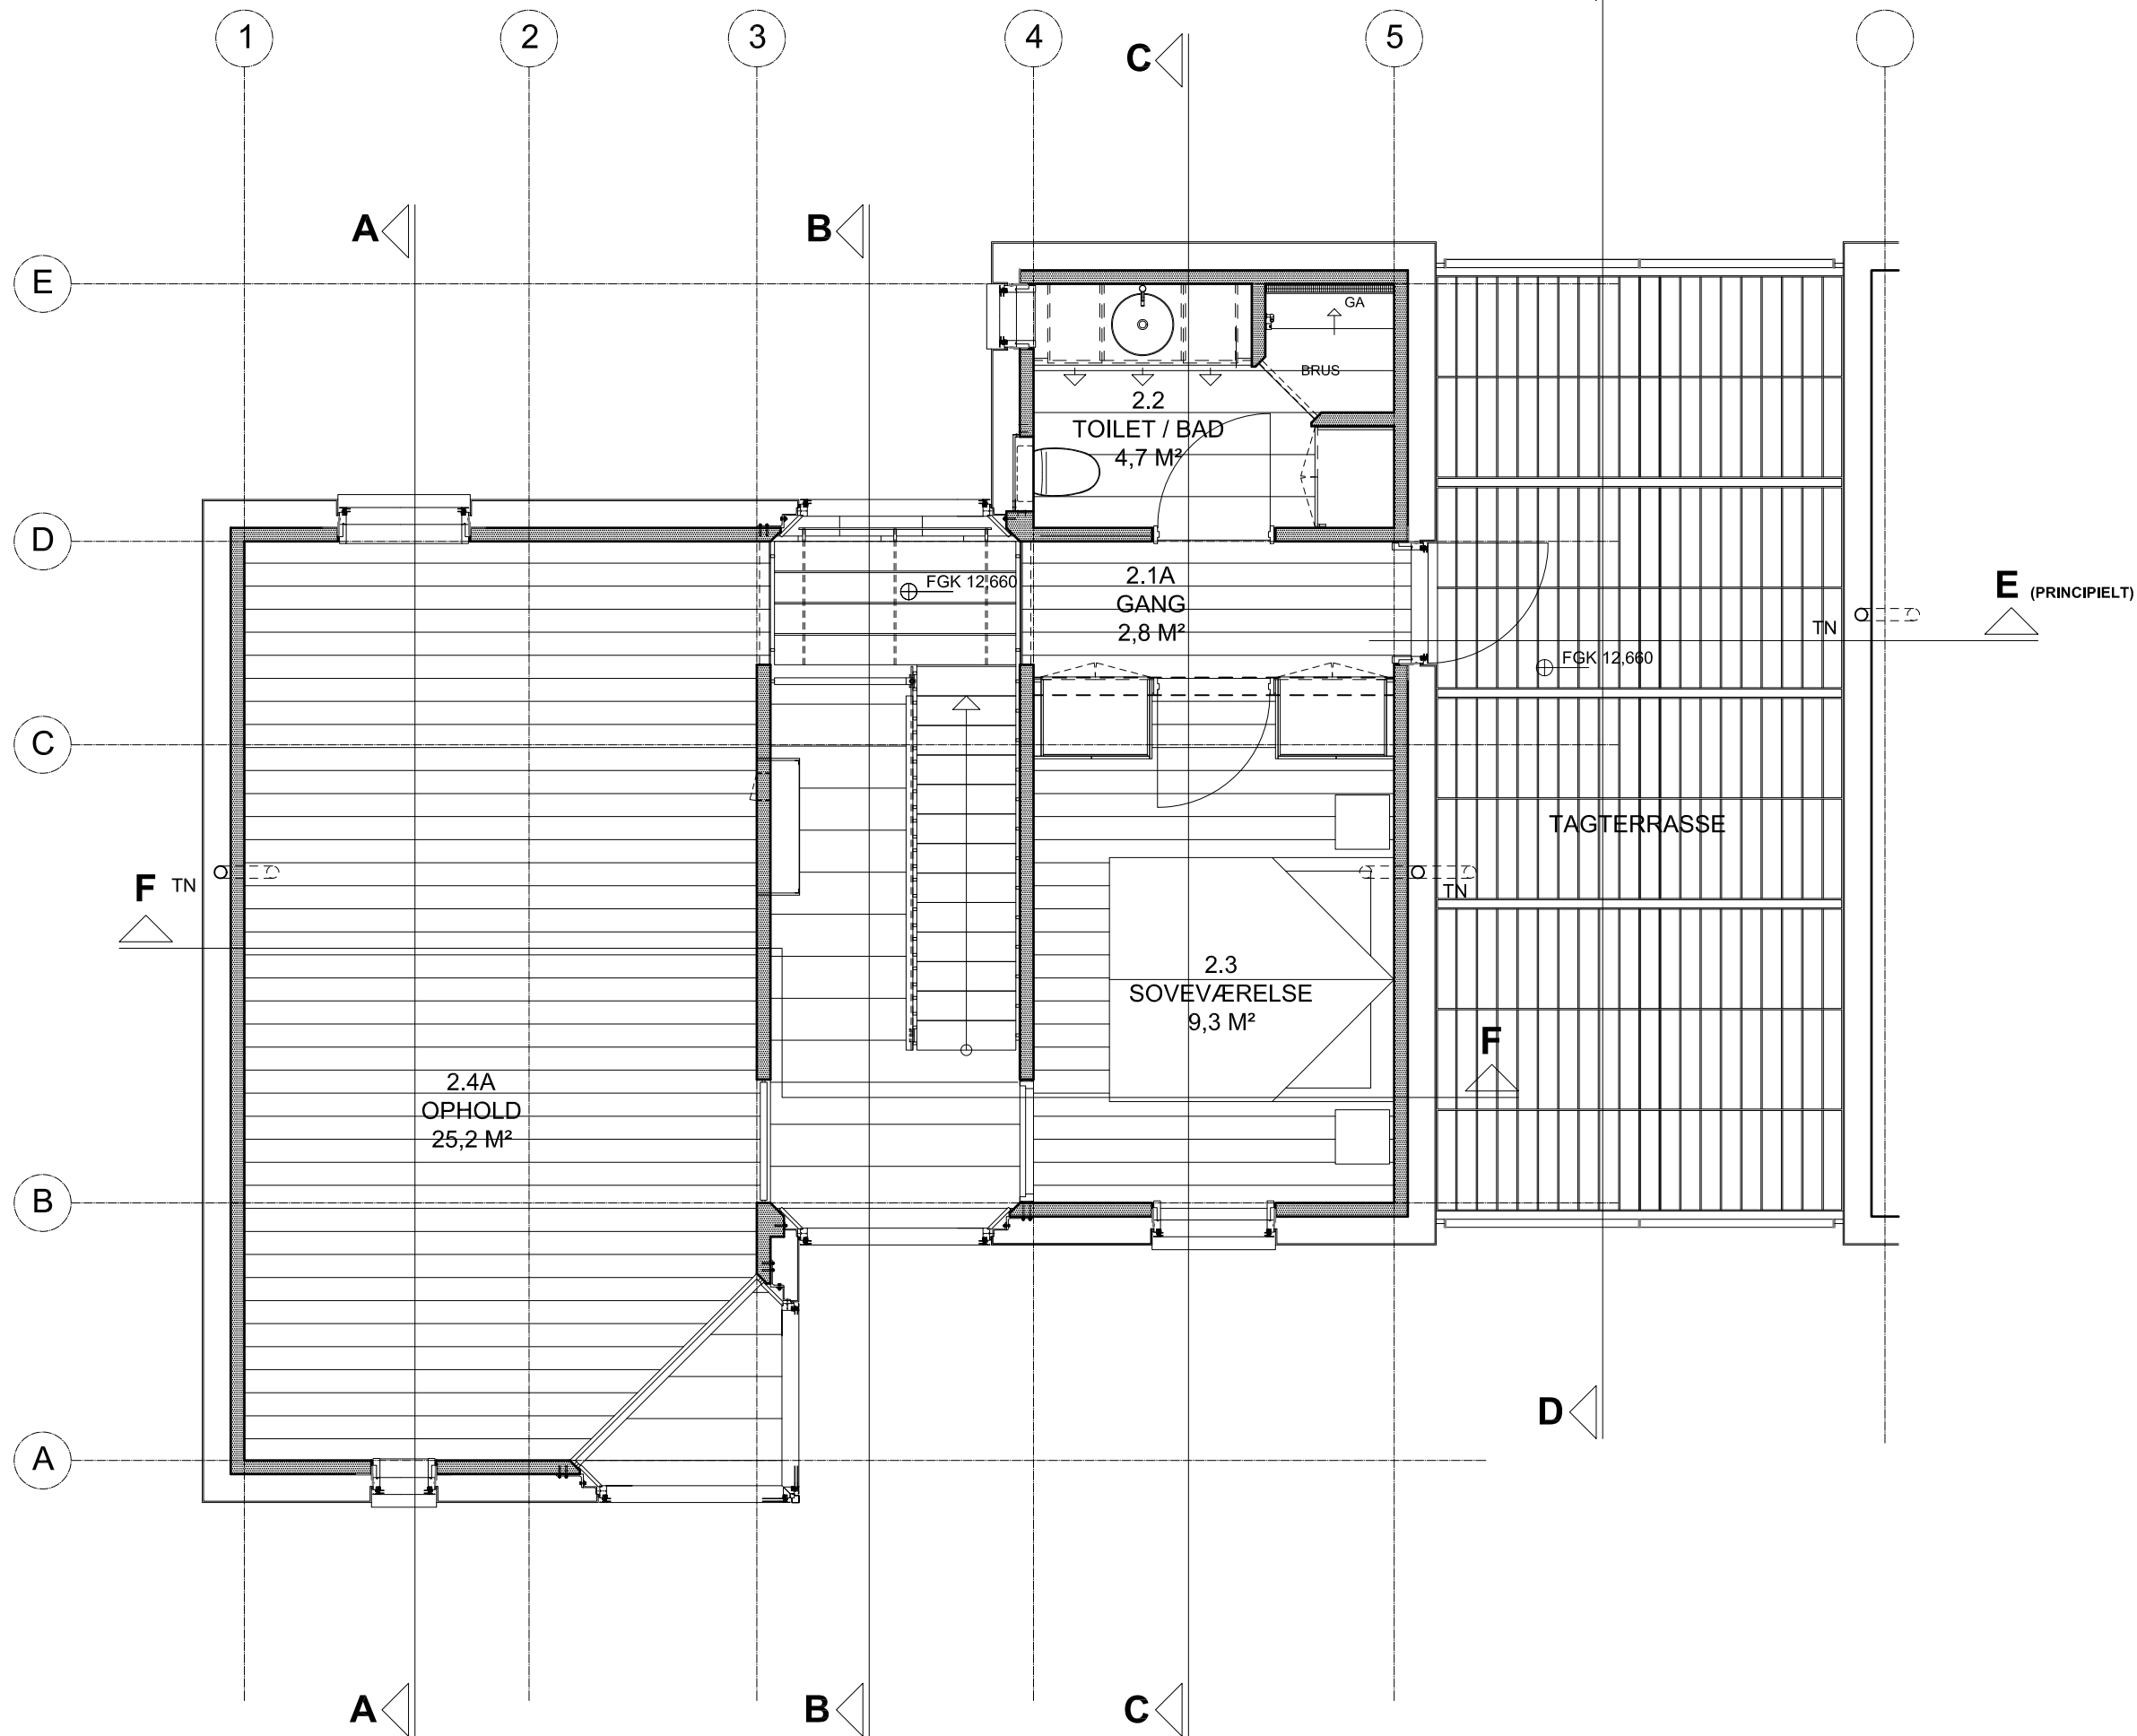 1
2
3
4
5
C
A
B
E
GA
BRUS
2.2
TOILET / BAD
4,7 M²
D
FGK 12,660
2.1A
GANG
2,8 M²
E (PRINCIPIELT)
TN
FGK 12,660
C
TAGTERRASSE
F TN
TN
2.3
SOVEVÆRELSE
9,3 M²
F
2.4A
OPHOLD
25,2 M²
B
D
A
A
B
C